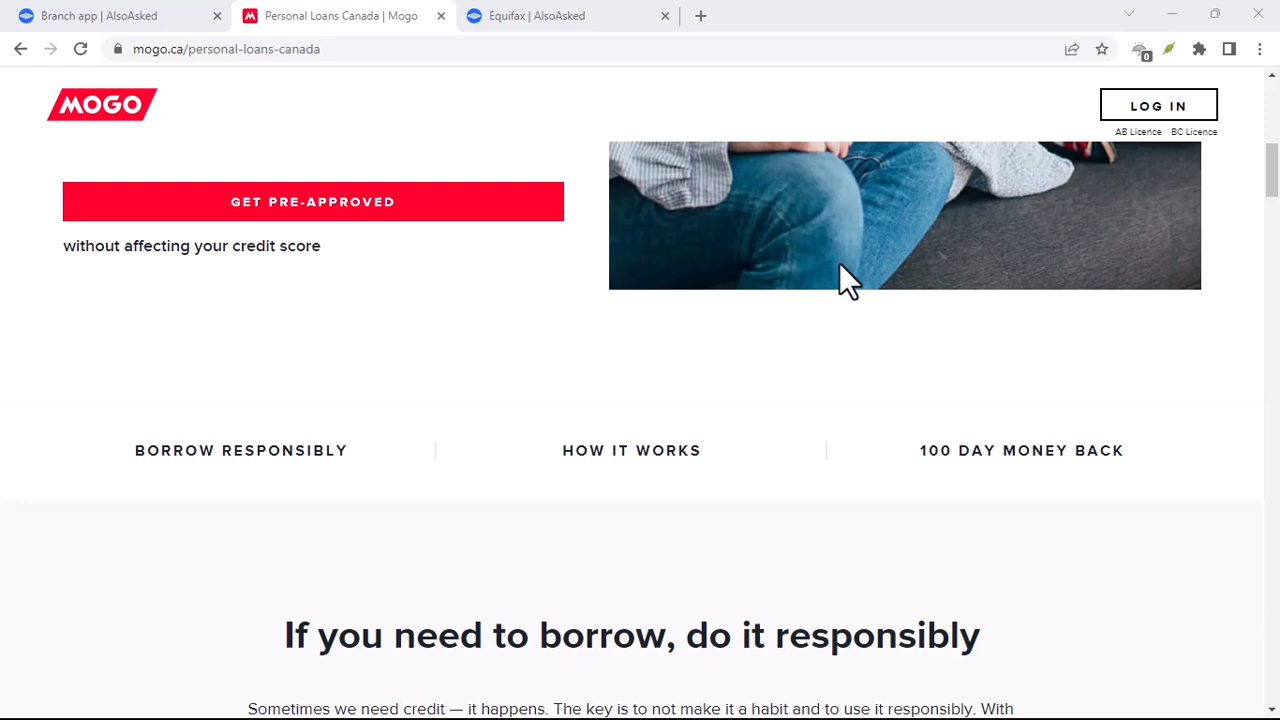 Branch app | AlsoAsked
Personal Loans Canada | Mogo
Equifax | AlsoAsked
mogo.ca/personal-loans-canada
0
MOGO
LOG IN
AB Licence BC Licence
GET PRE-APPROVED
without affecting your credit score
BORROW RESPONSIBLY
HOW IT WORKS
100 DAY MONEY BACK
If you need to borrow, do it responsibly
Sometimes we need credit — it happens. The key is to not make it a habit and to use it responsibly. With